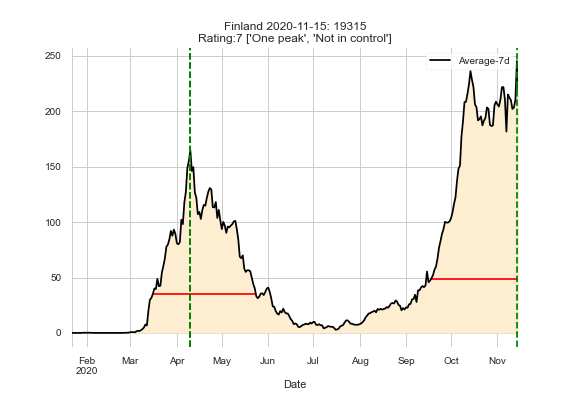 Finland 2020-11-15: 19315
Rating:7 ['One peak', 'Not in control']
Average-7d
250
200
150
100
50
0
Feb Mar Apr May Jun Jul Aug Sep Oct Nov
2020
Date